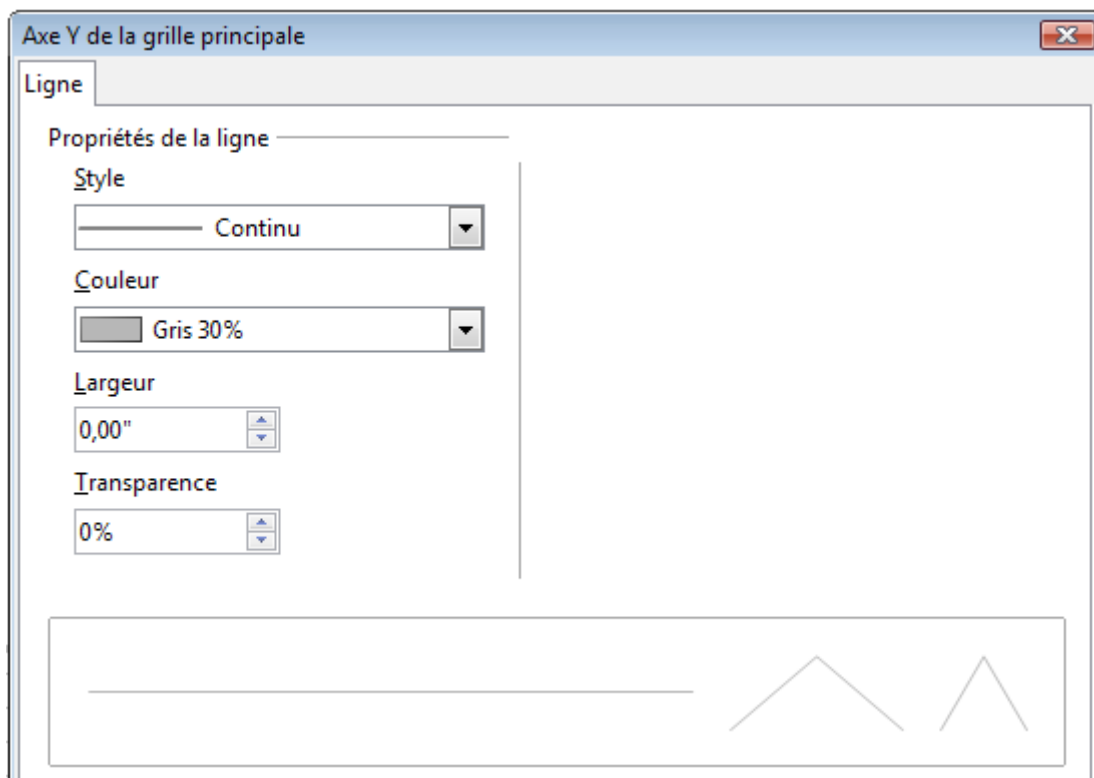 Axe Y de la grille principale
Ligne
Propriétés de la ligne
Style
Continu
Couleur
Gris 30%
Largeur
0,00"
Transparence
0%